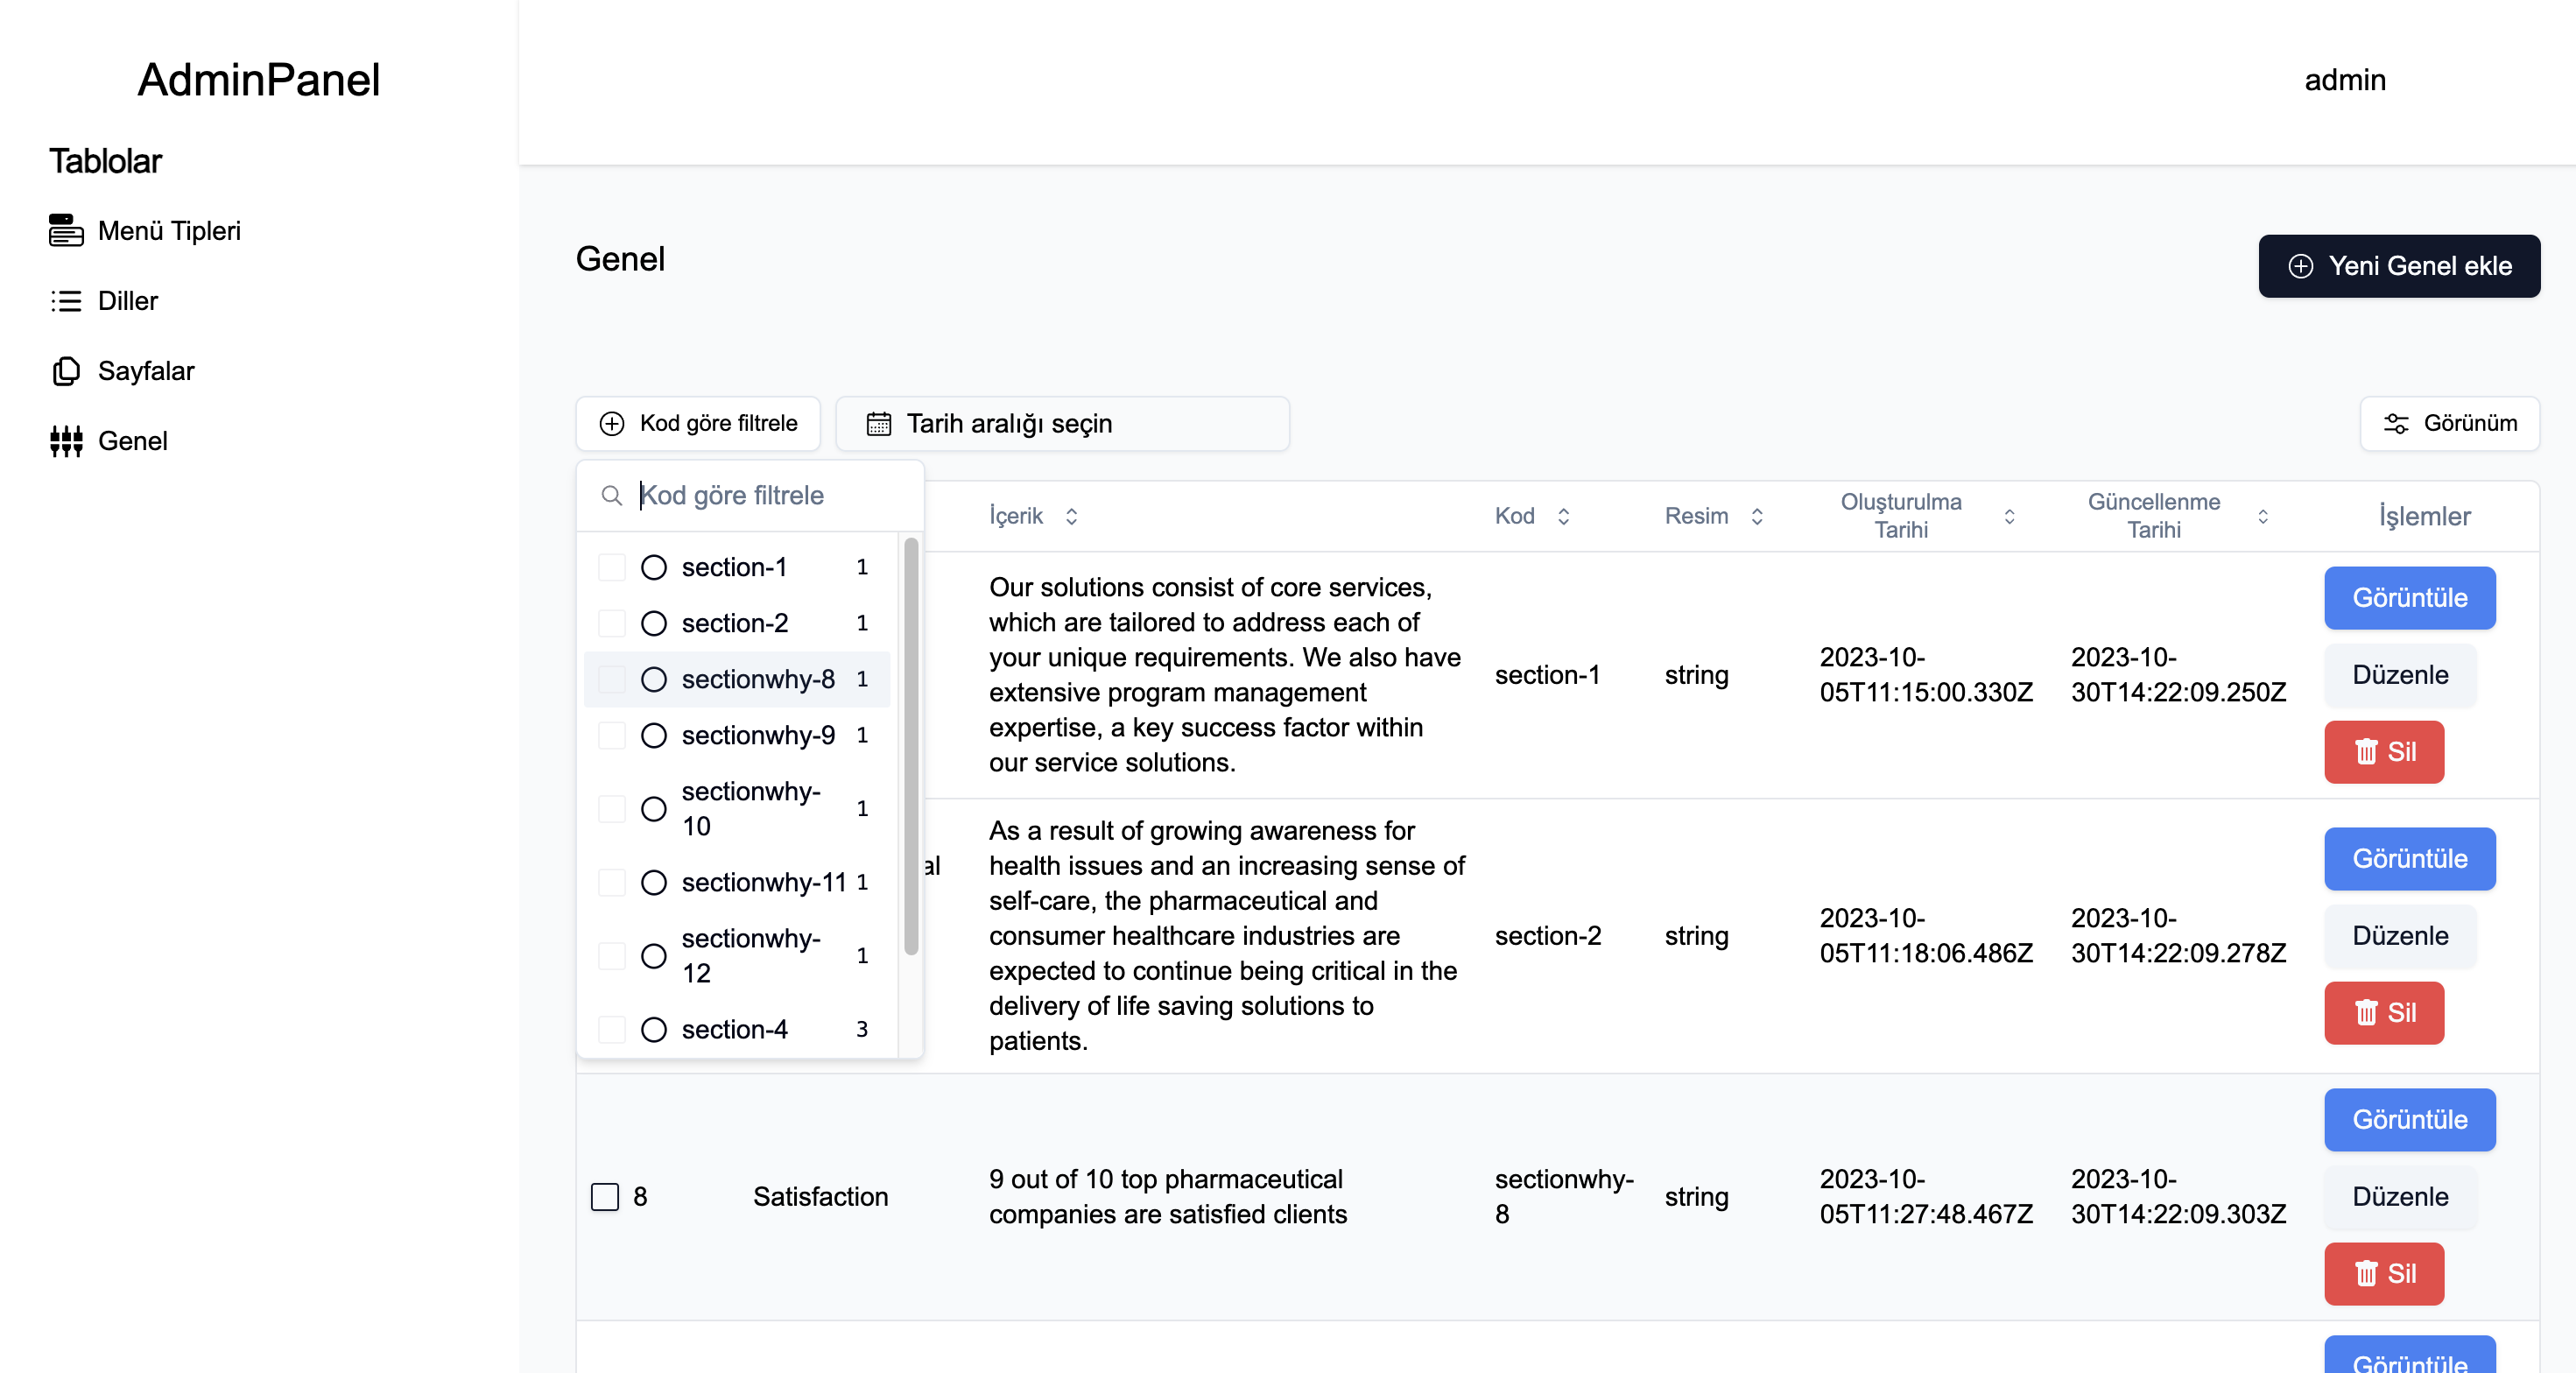 AdminPanel
admin
Tablolar
Menü Tipleri
Diller
Sayfalar
Genel
Genel
Yeni Genel ekle
Kod göre filtrele
Tarih aralığı seçin
Görünüm
Kod göre filtrele
section-1 1
section-2 1
sectionwhy-8 1
sectionwhy-9 1
sectionwhy-
10
1
sectionwhy-11 1
sectionwhy-
12
1
section-4 3
İçerik
Kod
Resim
Oluşturulma
Tarihi
Güncellenme
Tarihi
İşlemler
Our solutions consist of core services,
which are tailored to address each of
your unique requirements. We also have
extensive program management
expertise, a key success factor within
our service solutions.
section-1
string
2023-10-
05T11:15:00.330Z
2023-10-
30T14:22:09.250Z
Görüntüle
Düzenle
Sil
al
As a result of growing awareness for
health issues and an increasing sense of
self-care, the pharmaceutical and
consumer healthcare industries are
expected to continue being critical in the
delivery of life saving solutions to
patients.
section-2
string
2023-10-
05T11:18:06.486Z
2023-10-
30T14:22:09.278Z
Görüntüle
Düzenle
Sil
8
Satisfaction
9 out of 10 top pharmaceutical
companies are satisfied clients
sectionwhy-
8
string
2023-10-
05T11:27:48.467Z
2023-10-
30T14:22:09.303Z
Görüntüle
Düzenle
Sil
Görüntüle